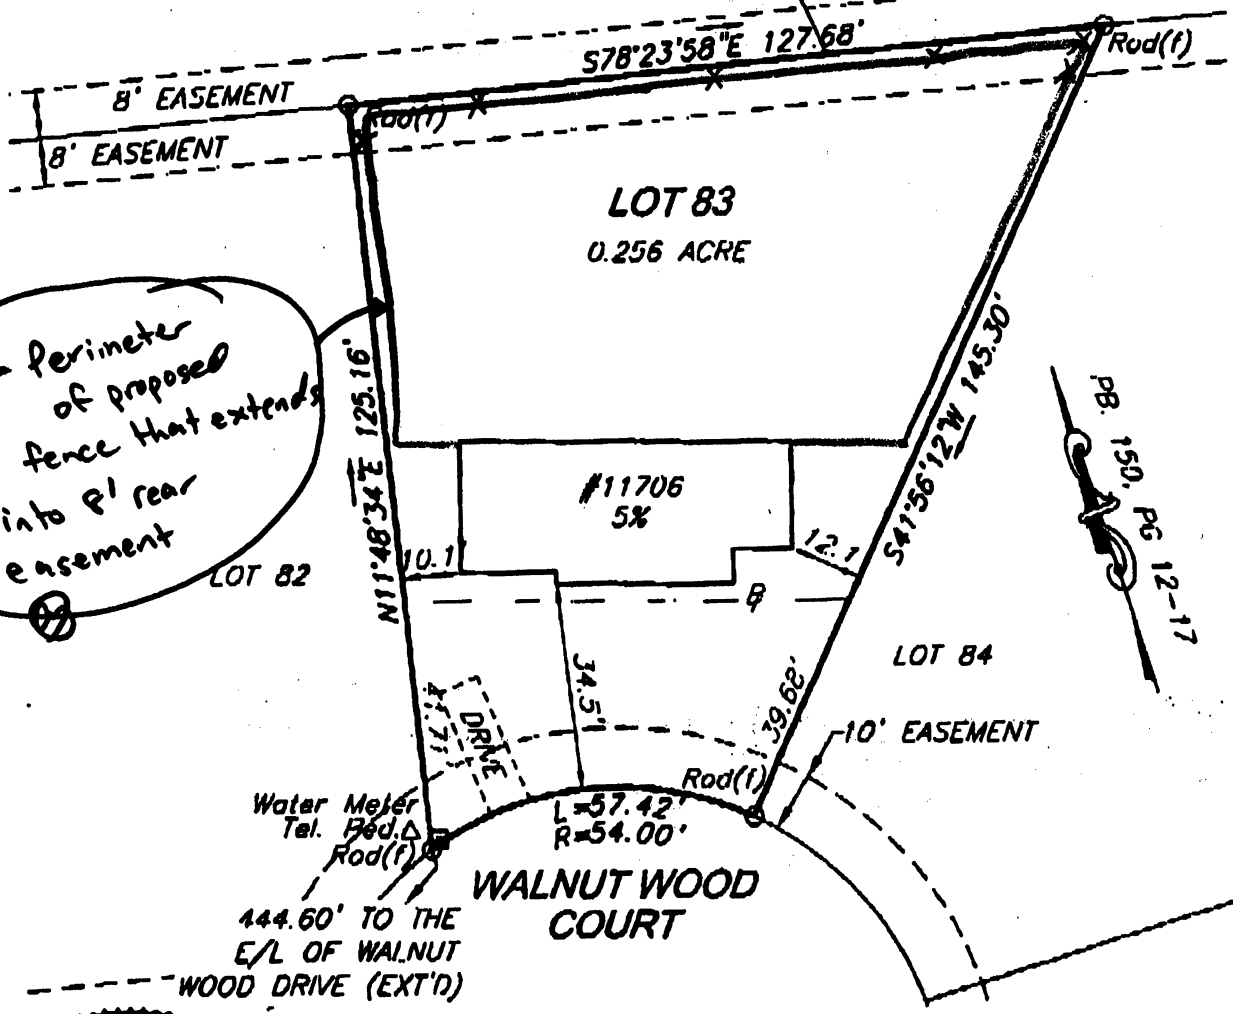 S78°23'58"E 127.68'
Rod(f)
8' EASEMENT
Rod(f)
8' EASEMENT
LOT 83
0.256 ACRE
Perimeter
of proposed
fence that extends
into 8' rear
easement
N11°48'34"E 125.16'
S41°56'12"W 145.30'
PB. 150, PG 12-17
#11706
5%
10.1
12.1
LOT 82
B
LOT 84
34.5'
39.62'
41.71'
DRIVE
10' EASEMENT
Rod(f)
Water Meter
Tel. Ped.
Rod(f)
L=57.42'
R=54.00'
WALNUT WOOD
COURT
444.60' TO THE
E/L OF WALNUT
WOOD DRIVE (EXT'D)